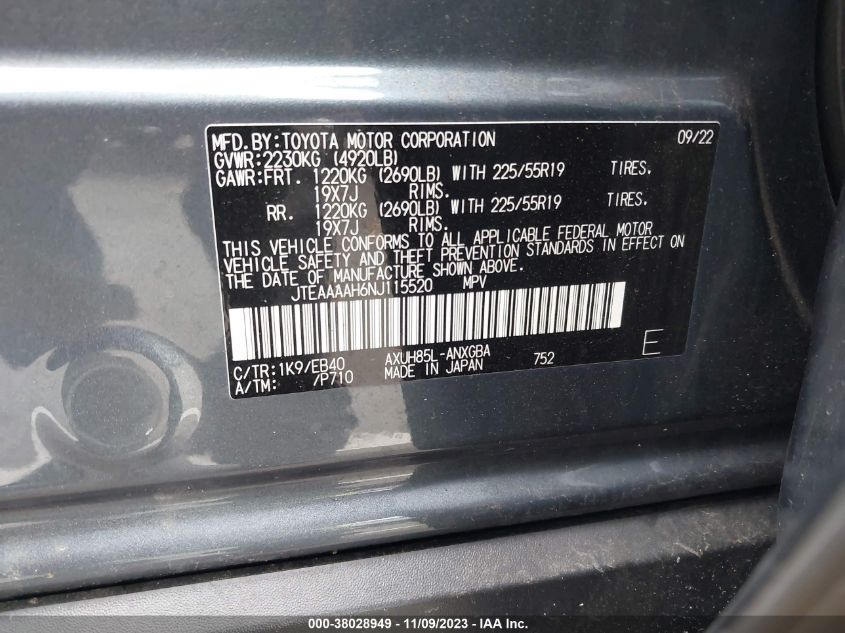 MFD.BY:TOYOTA MOTOR CORPORATION 09/22
GVWR:2230KG (4920LB)
GAWR:FRT. 1220KG (2690LB) WITH 225/55R19 TIRES,
19X7J RIMS.
RR. 1220KG (2690LB) WITH 225/55R19 TIRES,
19X7J RIMS.
THIS VEHICLE CONFORMS TO ALL APPLICABLE FEDERAL MOTOR
VEHICLE SAFETY AND THEFT PREVENTION STANDARDS IN EFFECT ON
THE DATE OF MANUFACTURE SHOWN ABOVE.
JTEAAAAH6NJ115520 MPV
C/TR:1K9/EB40 AXUH85L-ANXGBA 752 E
A/TM: /P710 MADE IN JAPAN
000-38028949 - 11/09/2023 - IAAI.com